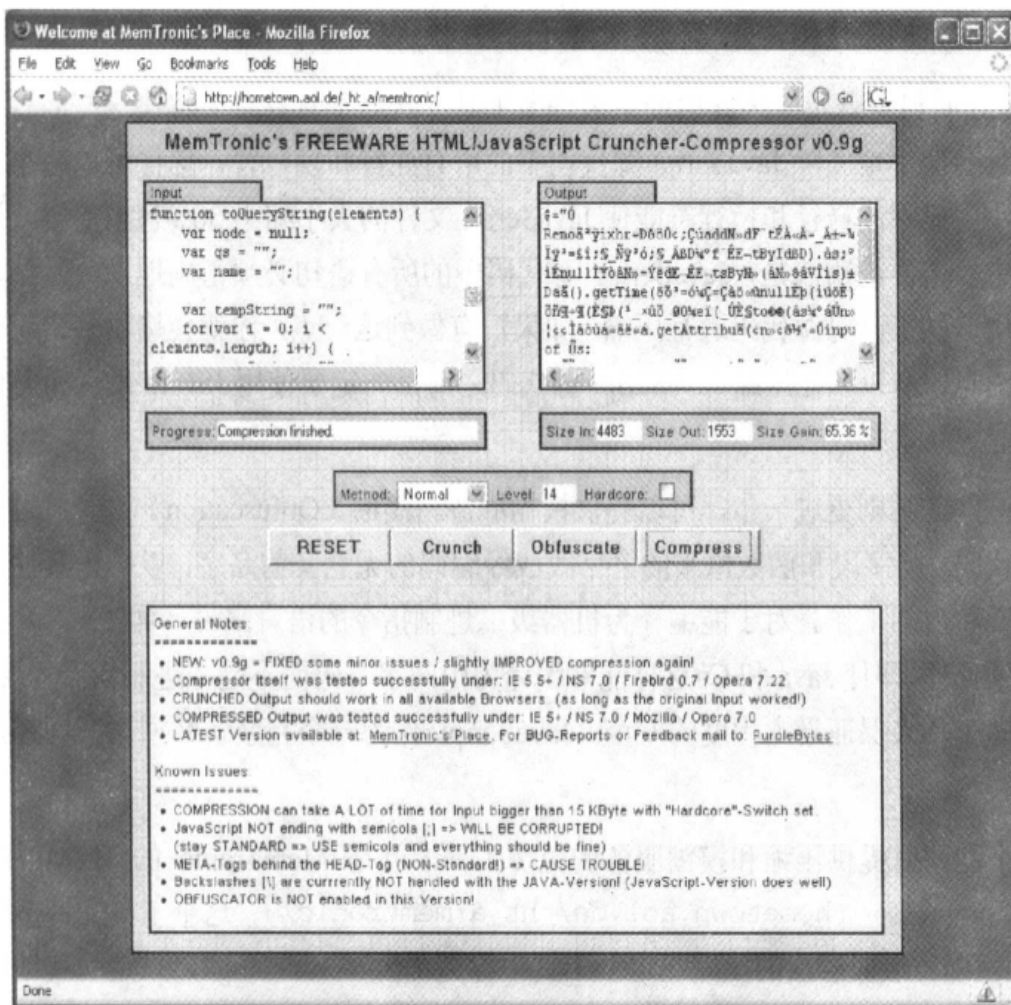 Welcome at MemTronic's Place - Mozilla Firefox
File Edit View Go Bookmarks Tools Help
http://hometown.aol.de/_ht_a/memtronic/
Go
MemTronic's FREEWARE HTML/JavaScript Cruncher-Compressor v0.9g
Input
function toQueryString(elements) {
var node = null;
var qs = "";
var name = "";
var tempString = "";
for(var i = 0; i <
elements.length; i++) {
Output
Progress: Compression finished.
Size In: 4483 Size Out: 1553 Size Gain: 65.36 %
Method: Normal Level: 14 Hardcore:
RESET Crunch Obfuscate Compress
General Notes:
=============
• NEW: v0.9g = FIXED some minor issues / slightly IMPROVED compression again!
• Compressor itself was tested successfully under: IE 5.5+ / NS 7.0 / Firebird 0.7 / Opera 7.22
• CRUNCHED Output should work in all available Browsers. (as long as the original Input worked!)
• COMPRESSED Output was tested successfully under: IE 5+ / NS 7.0 / Mozilla / Opera 7.0
• LATEST Version available at: MemTronic's Place. For BUG-Reports or Feedback mail to: PurpleBytes
Known Issues:
=============
• COMPRESSION can take A LOT of time for Input bigger than 15 KByte with "Hardcore"-Switch set.
• JavaScript NOT ending with semicola [;] => WILL BE CORRUPTED!
(stay STANDARD => USE semicola and everything should be fine)
• META-Tags behind the HEAD-Tag (NON-Standard!) => CAUSE TROUBLE!
• Backslashes [\] are currrently NOT handled with the JAVA-Version! (JavaScript-Version does well)
• OBFUSCATOR is NOT enabled in this Version!
Done